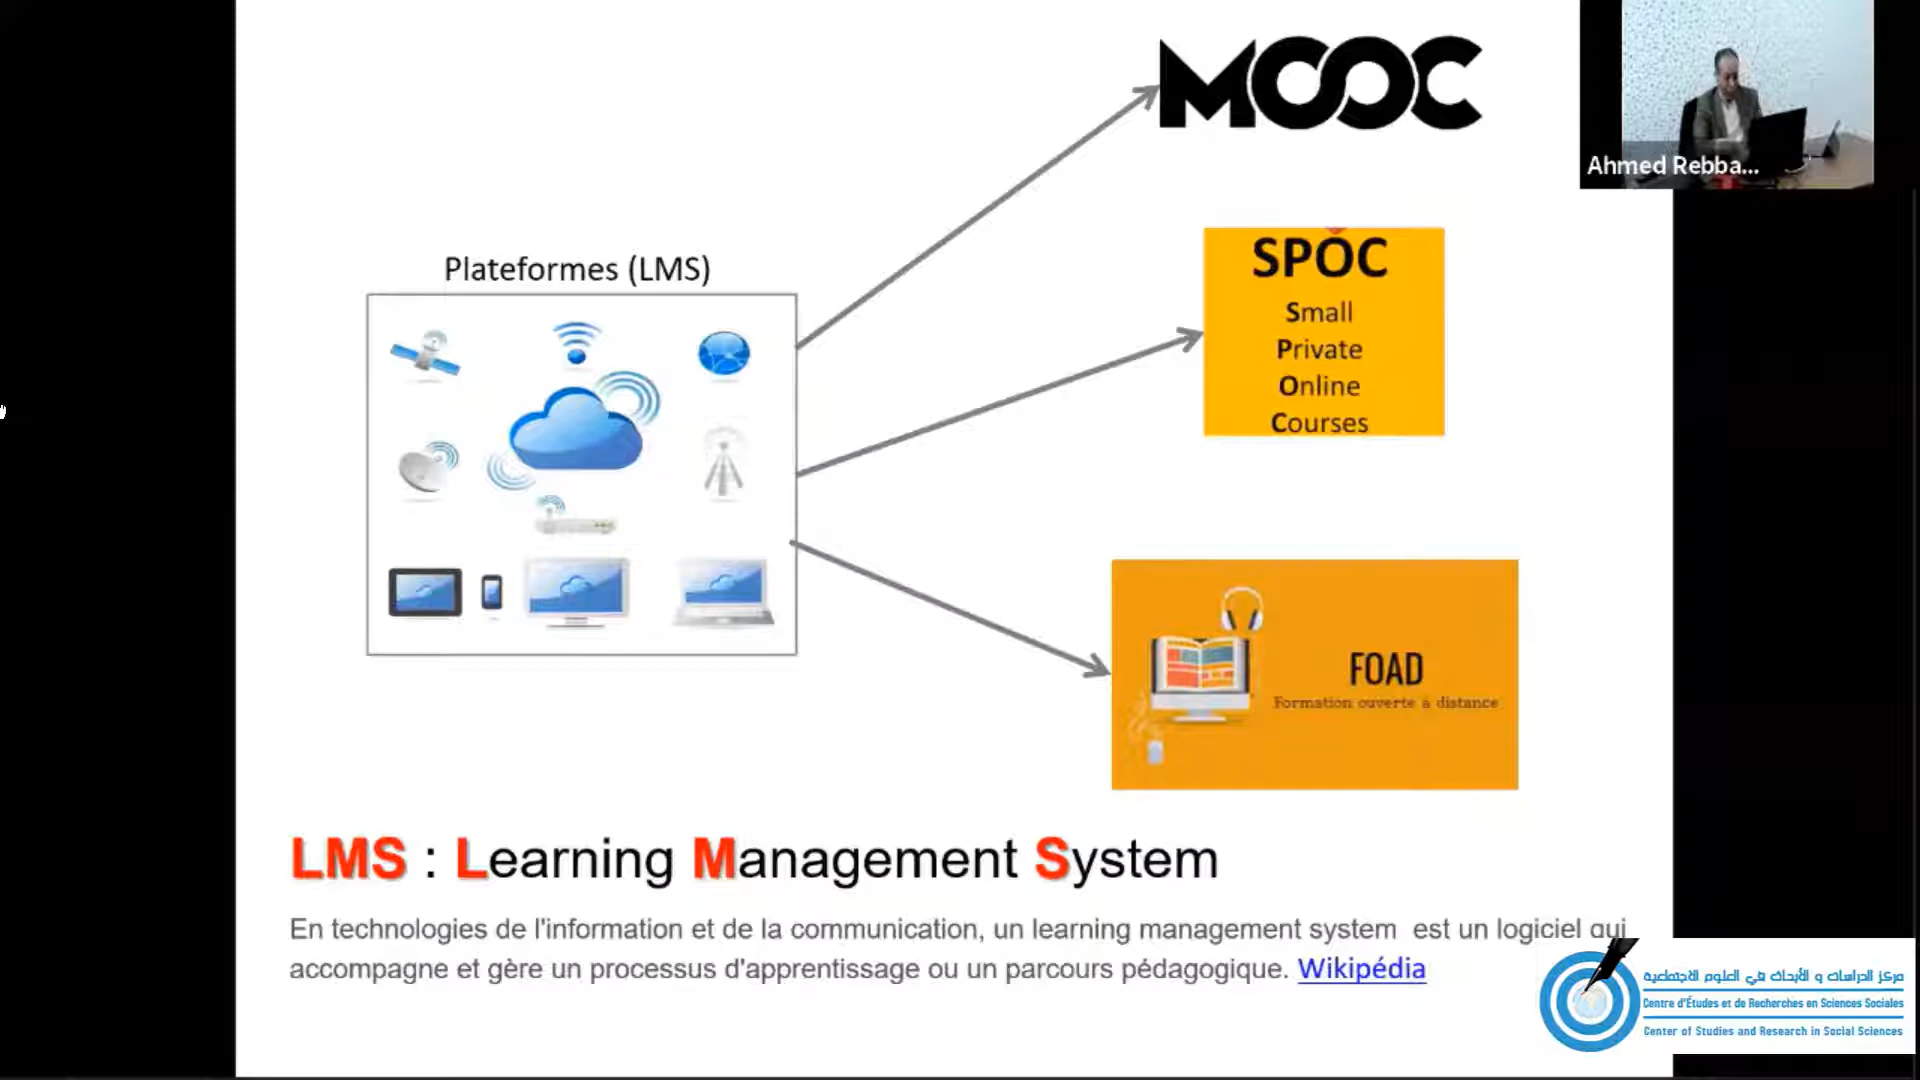 MOOC
Ahmed Rebba...
Plateformes (LMS)
SPOC
Small
Private
Online
Courses
FOAD
Formation ouverte à distance
LMS : Learning Management System
En technologies de l'information et de la communication, un learning management system est un logiciel qui
accompagne et gère un processus d'apprentissage ou un parcours pédagogique. Wikipédia
مركز الدراسات و الأبحاث في العلوم الاجتماعية
Centre d'Études et de Recherches en Sciences Sociales
Center of Studies and Research in Social Sciences